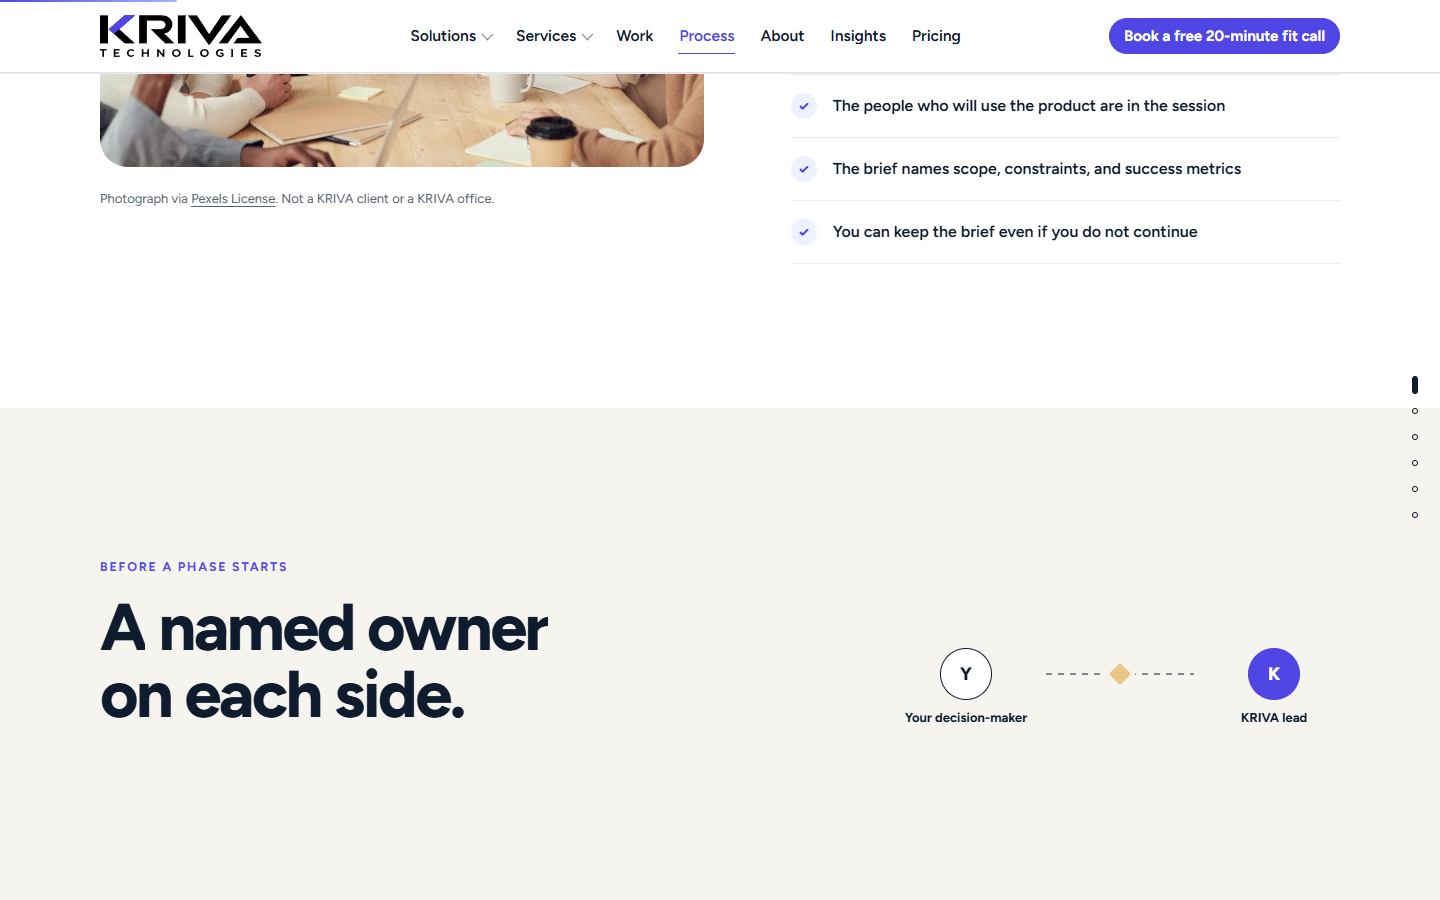 KRIVA
TECHNOLOGIES
Solutions
Services
Work
Process
About
Insights
Pricing
Book a free 20-minute fit call
The people who will use the product are in the session
The brief names scope, constraints, and success metrics
You can keep the brief even if you do not continue
Photograph via Pexels License. Not a KRIVA client or a KRIVA office.
BEFORE A PHASE STARTS
A named owner
on each side.
Y
Your decision-maker
K
KRIVA lead